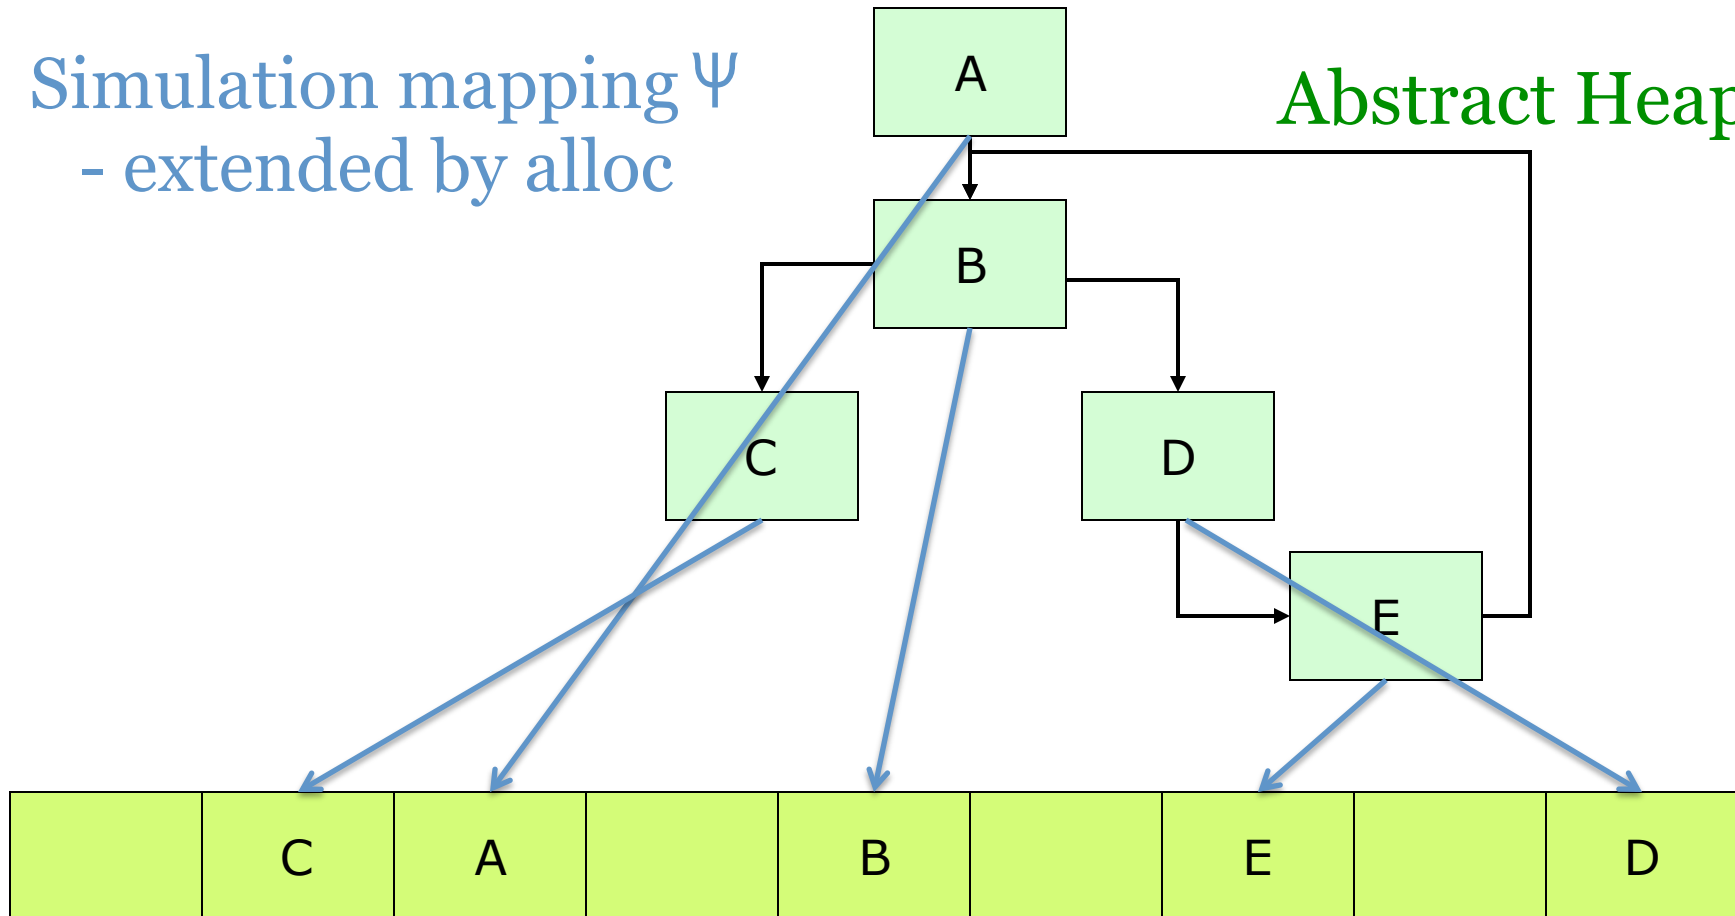 Simulation mapping Ψ
- extended by alloc
Abstract Heap
A
B
C
D
E
C A B E D